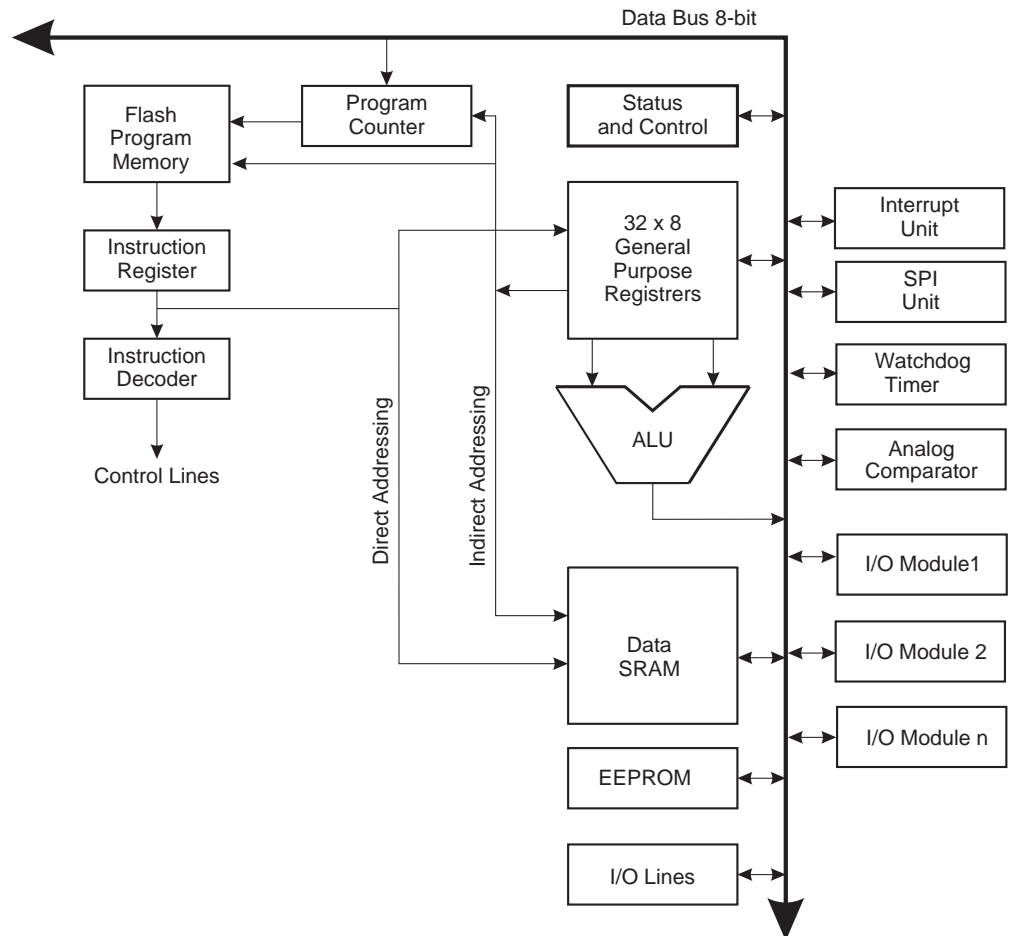 Data Bus 8-bit
Flash
Program
Memory
Program
Counter
Status
and Control
Instruction
Register
32 x 8
General
Purpose
Registrers
Interrupt
Unit
SPI
Unit
Instruction
Decoder
Watchdog
Timer
Control Lines
Direct Addressing
Indirect Addressing
ALU
Analog
Comparator
I/O Module1
Data
SRAM
I/O Module 2
I/O Module n
EEPROM
I/O Lines